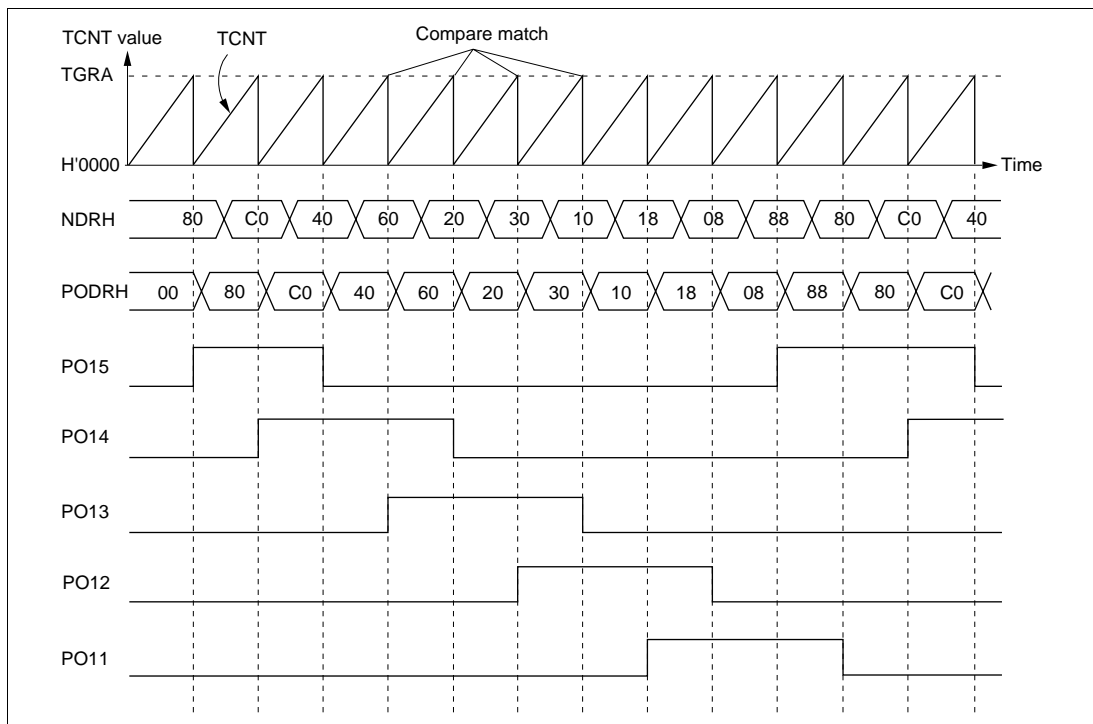 TCNT value
TCNT
Compare match
TGRA
H'0000
Time
NDRH 80 C0 40 60 20 30 10 18 08 88 80 C0 40
PODRH 00 80 C0 40 60 20 30 10 18 08 88 80 C0
PO15
PO14
PO13
PO12
PO11